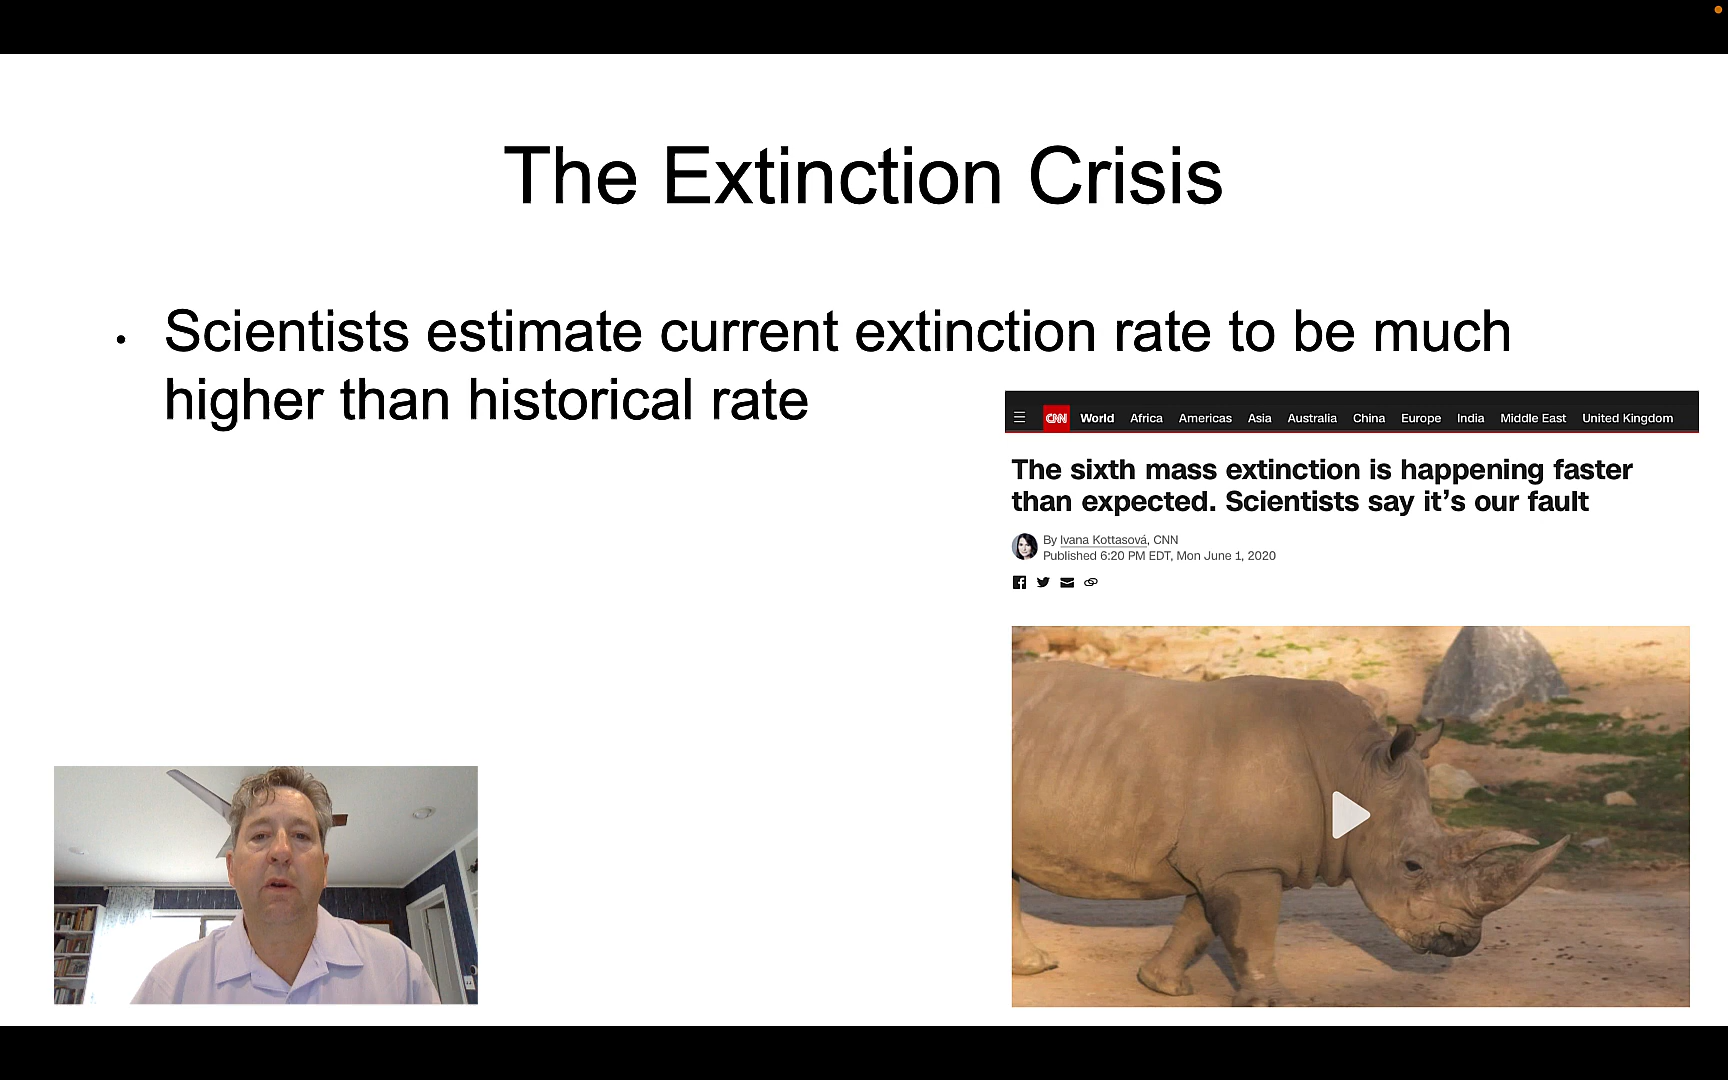 The Extinction Crisis
• Scientists estimate current extinction rate to be much
higher than historical rate
CNN World Africa Americas Asia Australia China Europe India Middle East United Kingdom
The sixth mass extinction is happening faster
than expected. Scientists say it’s our fault
By Ivana Kottasová, CNN
Published 6:20 PM EDT, Mon June 1, 2020